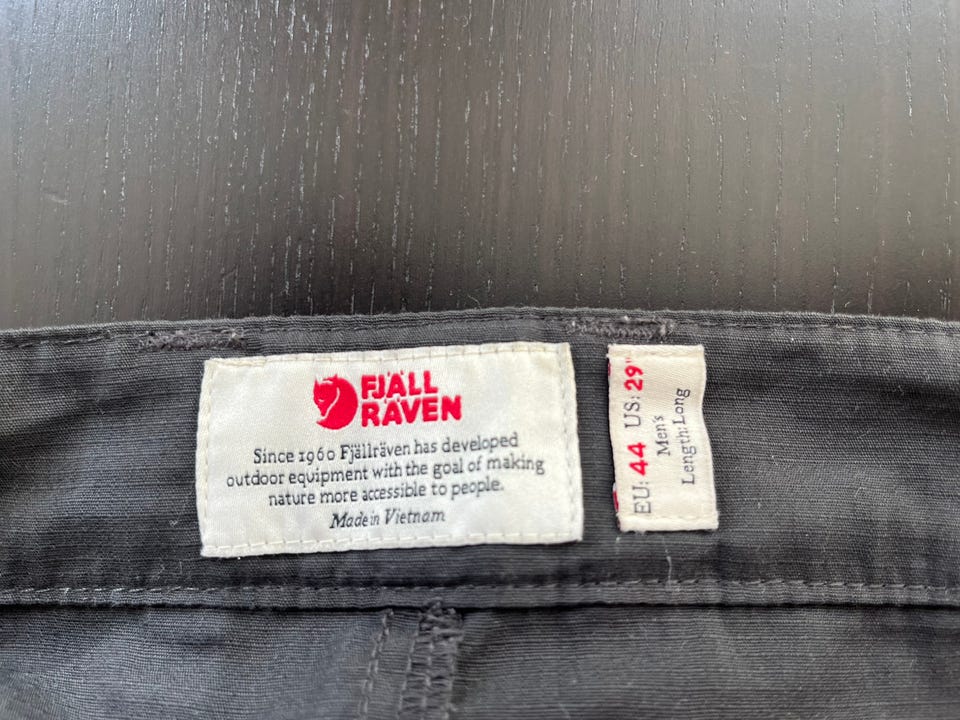 FJÄLL
RÄVEN
Since 1960 Fjällräven has developed
outdoor equipment with the goal of making
nature more accessible to people.
Made in Vietnam
EU: 44 US: 29"
Men's
Length: Long